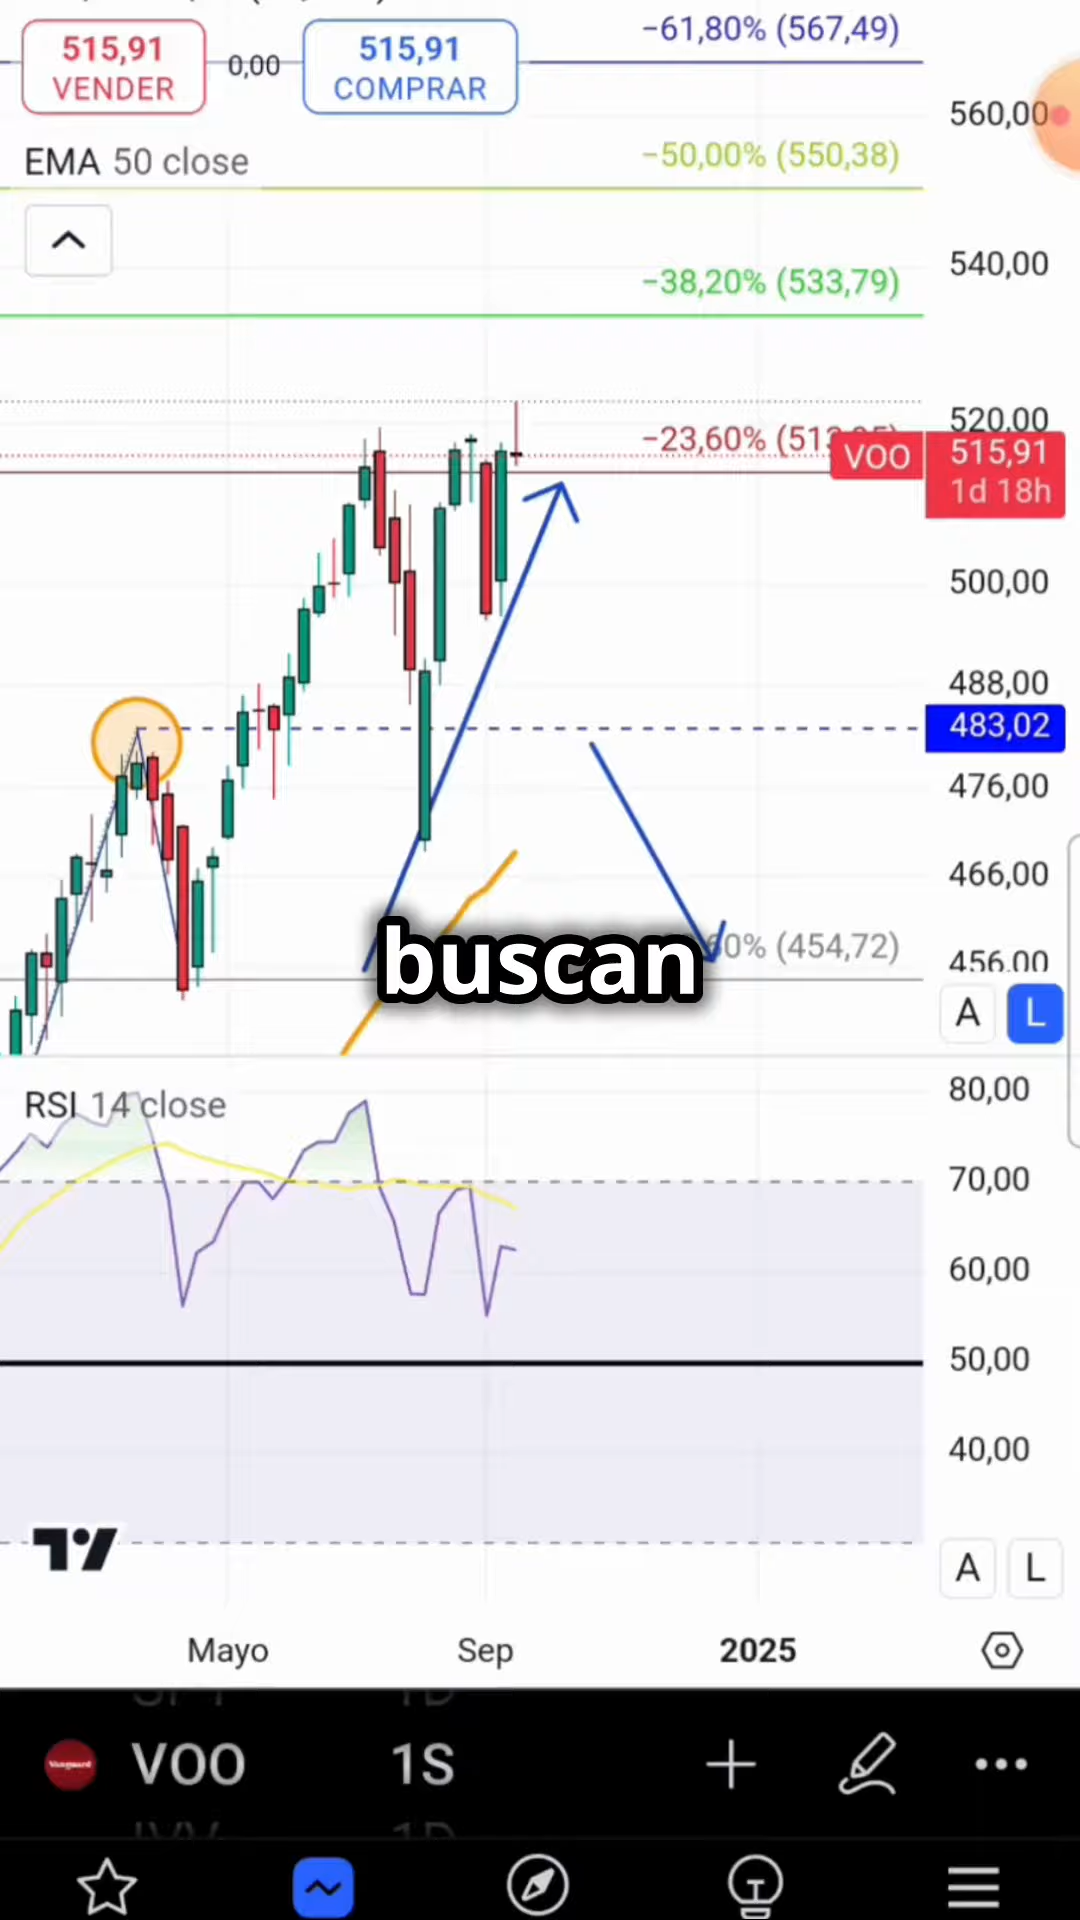 −61,80% (567,49)
515,91
VENDER
0,00
515,91
COMPRAR
560,00
EMA 50 close
−50,00% (550,38)
540,00
−38,20% (533,79)
520,00
−23,60%
VOO
515,91
1d 18h
500,00
488,00
483,02
476,00
466,00
buscan
(454,72)
456,00
A
L
RSI 14 close
80,00
70,00
60,00
50,00
40,00
A
L
Mayo
Sep
2025
Vanguard
VOO
1S